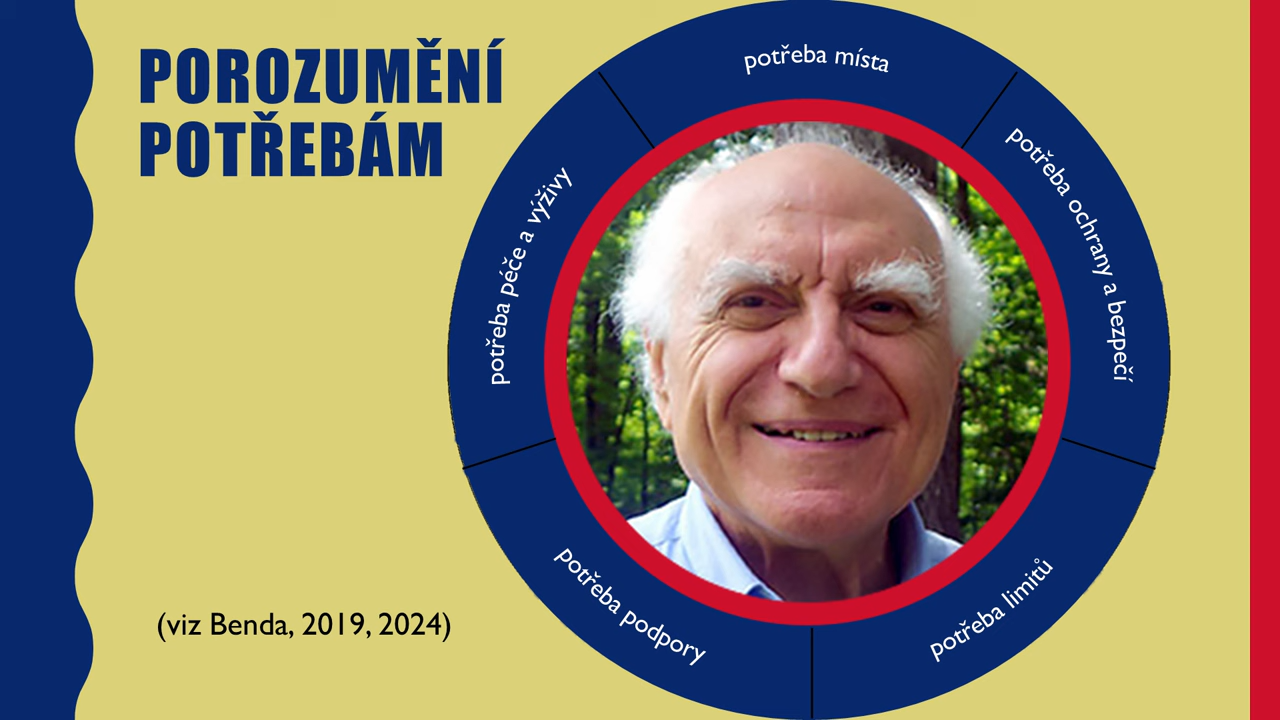 POROZUMĚNÍ
POTŘEBÁM
potřeba místa
potřeba ochrany a bezpečí
potřeba limitů
potřeba podpory
potřeba péče a výživy
(viz Benda, 2019, 2024)